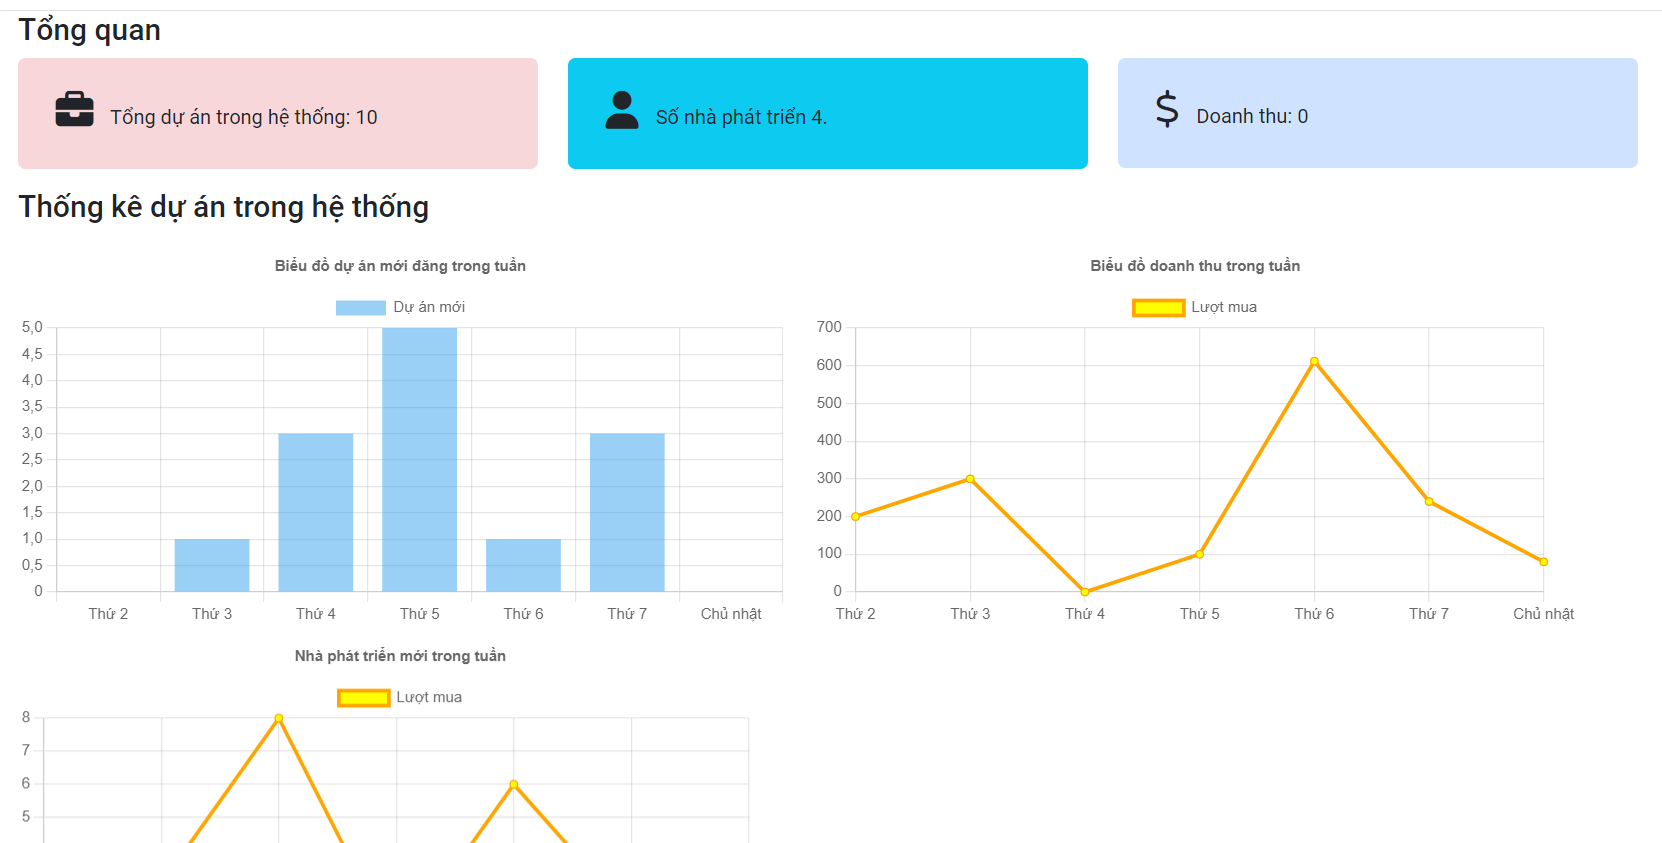 Tổng quan
Tổng dự án trong hệ thống: 10
Số nhà phát triển 4.
Doanh thu: 0
Thống kê dự án trong hệ thống
Biểu đồ dự án mới đăng trong tuần
Dự án mới
5,0
4,5
4,0
3,5
3,0
2,5
2,0
1,5
1,0
0,5
0
Thứ 2 Thứ 3 Thứ 4 Thứ 5 Thứ 6 Thứ 7 Chủ nhật
Biểu đồ doanh thu trong tuần
Lượt mua
700
600
500
400
300
200
100
0
Thứ 2 Thứ 3 Thứ 4 Thứ 5 Thứ 6 Thứ 7 Chủ nhật
Nhà phát triển mới trong tuần
Lượt mua
8
7
6
5